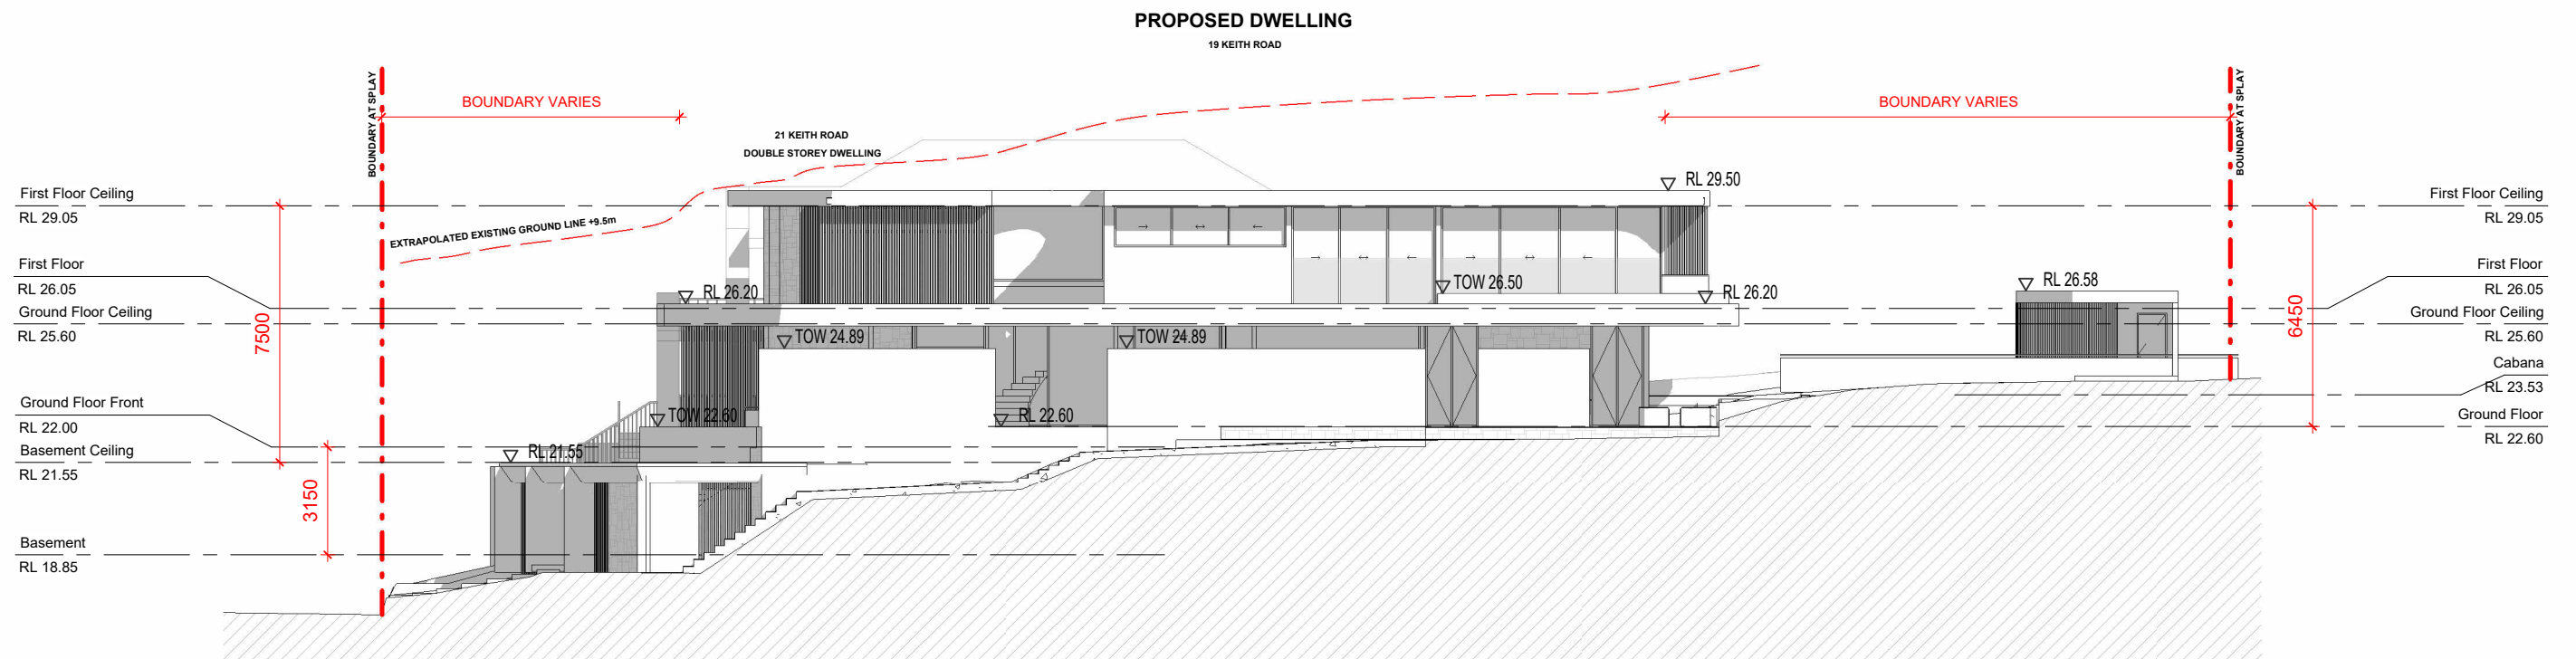 PROPOSED DWELLING
19 KEITH ROAD
BOUNDARY AT SPLAY
BOUNDARY VARIES
BOUNDARY VARIES
BOUNDARY AT SPLAY
21 KEITH ROAD
DOUBLE STOREY DWELLING
EXTRAPOLATED EXISTING GROUND LINE +9.5m
First Floor Ceiling
RL 29.05
First Floor
RL 26.05
Ground Floor Ceiling
RL 25.60
Ground Floor Front
RL 22.00
Basement Ceiling
RL 21.55
Basement
RL 18.85
7500
3150
RL 29.50
RL 26.20
TOW 26.50
RL 26.20
TOW 24.89
TOW 24.89
TOW 22.60
RL 22.60
RL 21.55
RL 26.58
6450
First Floor Ceiling
RL 29.05
First Floor
RL 26.05
Ground Floor Ceiling
RL 25.60
Cabana
RL 23.53
Ground Floor
RL 22.60